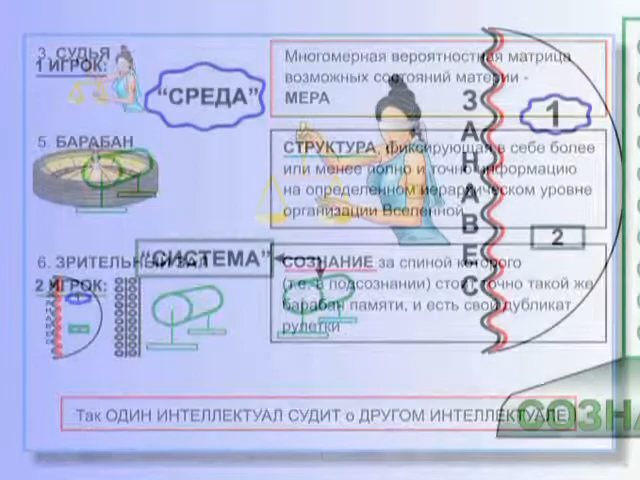 3. СУДЬЯ
1 ИГРОК:
"СРЕДА"
Многомерная вероятностная матрица
возможных состояний материи -
МЕРА
1
5. БАРАБАН
СТРУКТУРА, фиксирующая в себе более
или менее полно и точно информацию
на определенном иерархическом уровне
организации Вселенной
ЗАНАВЕС
2
6. ЗРИТЕЛЬНЫЙ ЗАЛ
"СИСТЕМА"
2 ИГРОК:
СОЗНАНИЕ за спиной которого
(т.е. в подсознании) стоит точно такой же
барабан памяти, и есть свой дубликат
рулетки
Так ОДИН ИНТЕЛЛЕКТУАЛ СУДИТ о ДРУГОМ ИНТЕЛЛЕКТУАЛЕ
СОЗНА